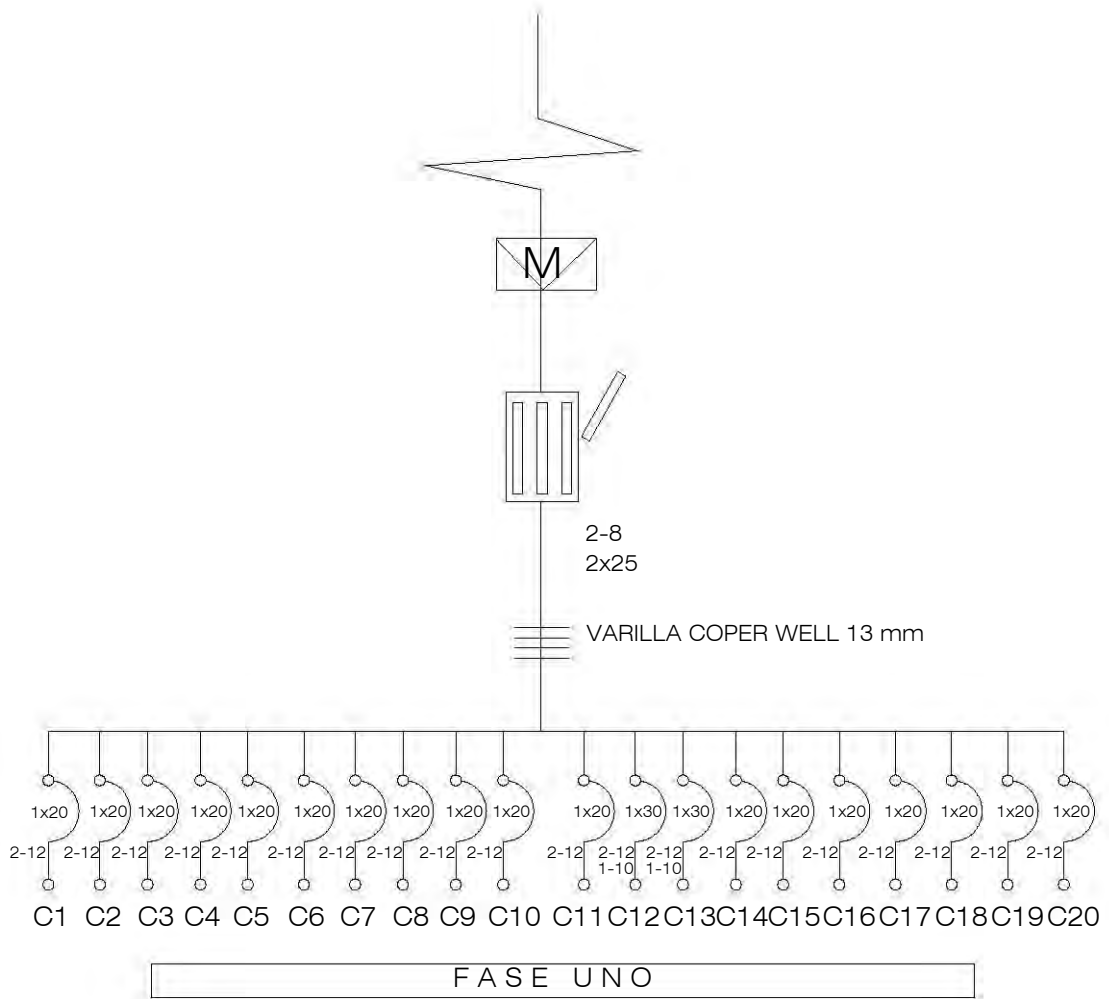 M
2-8
2x25
VARILLA COPER WELL 13 mm
1x20 1x20 1x20 1x20 1x20 1x20 1x20 1x20 1x20 1x20 1x20 1x30 1x30 1x20 1x20 1x20 1x20 1x20 1x20 1x20
2-12 2-12 2-12 2-12 2-12 2-12 2-12 2-12 2-12 2-12 2-12 2-12 2-12 2-12 2-12 2-12 2-12 2-12 2-12 2-12
1-10 1-10
C1 C2 C3 C4 C5 C6 C7 C8 C9 C10 C11 C12 C13 C14 C15 C16 C17 C18 C19 C20
FASE UNO